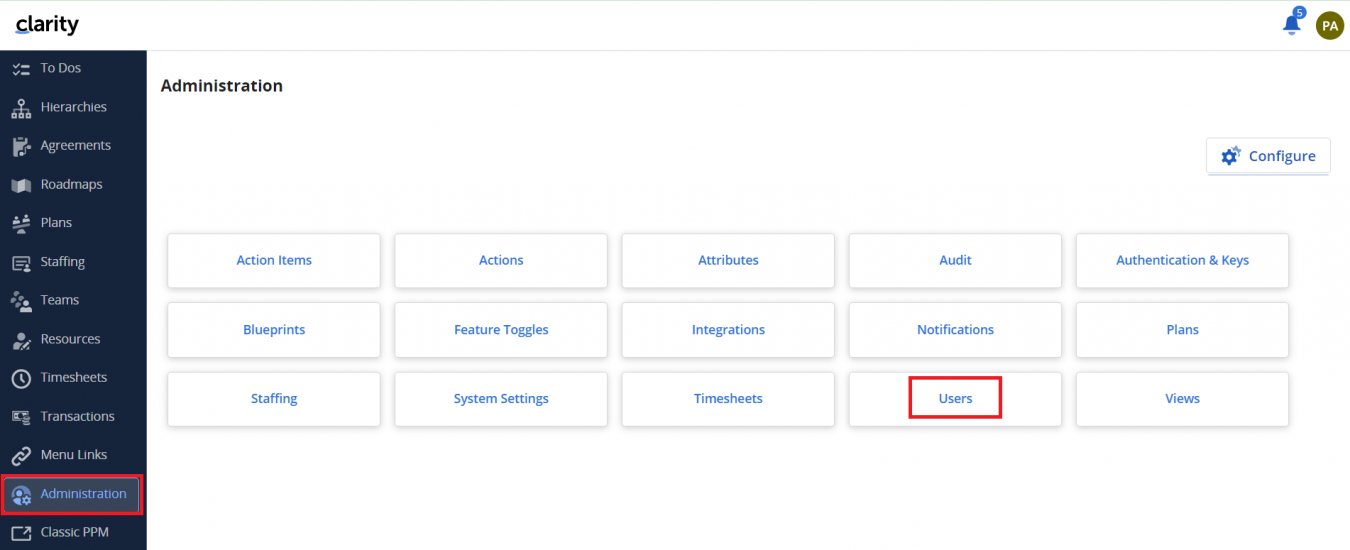 clarity
5
PA
To Dos
Hierarchies
Agreements
Roadmaps
Plans
Staffing
Teams
Resources
Timesheets
Transactions
Menu Links
Administration
Classic PPM
Administration
Configure
Action Items
Actions
Attributes
Audit
Authentication & Keys
Blueprints
Feature Toggles
Integrations
Notifications
Plans
Staffing
System Settings
Timesheets
Users
Views